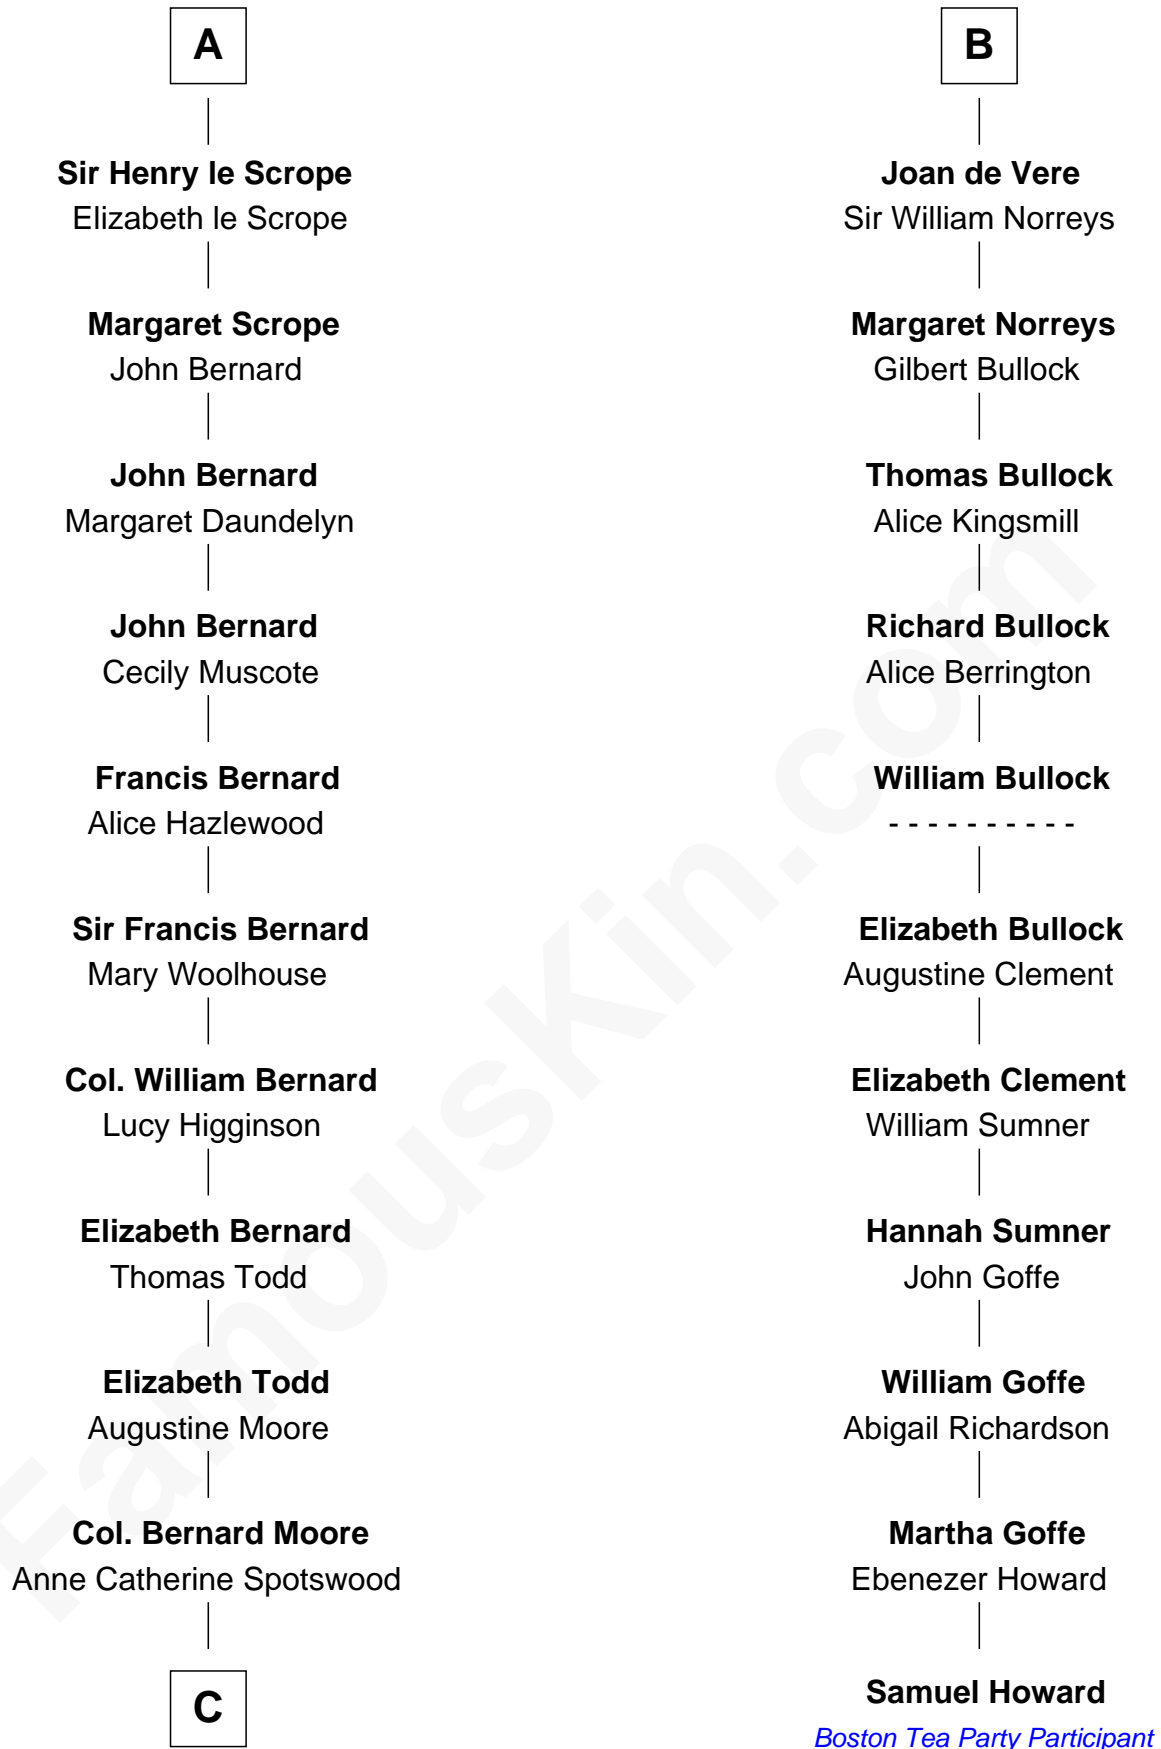 A
Sir Henry le Scrope
Elizabeth le Scrope
Margaret Scrope
John Bernard
John Bernard
Margaret Daundelyn
John Bernard
Cecily Muscote
Francis Bernard
Alice Hazlewood
Sir Francis Bernard
Mary Woolhouse
Col. William Bernard
Lucy Higginson
Elizabeth Bernard
Thomas Todd
Elizabeth Todd
Augustine Moore
Col. Bernard Moore
Anne Catherine Spotswood
C
B
Joan de Vere
Sir William Norreys
Margaret Norreys
Gilbert Bullock
Thomas Bullock
Alice Kingsmill
Richard Bullock
Alice Berrington
William Bullock
- - - - - - - - - -
Elizabeth Bullock
Augustine Clement
Elizabeth Clement
William Sumner
Hannah Sumner
John Goffe
William Goffe
Abigail Richardson
Martha Goffe
Ebenezer Howard
Samuel Howard
Boston Tea Party Participant
FamousKin.com